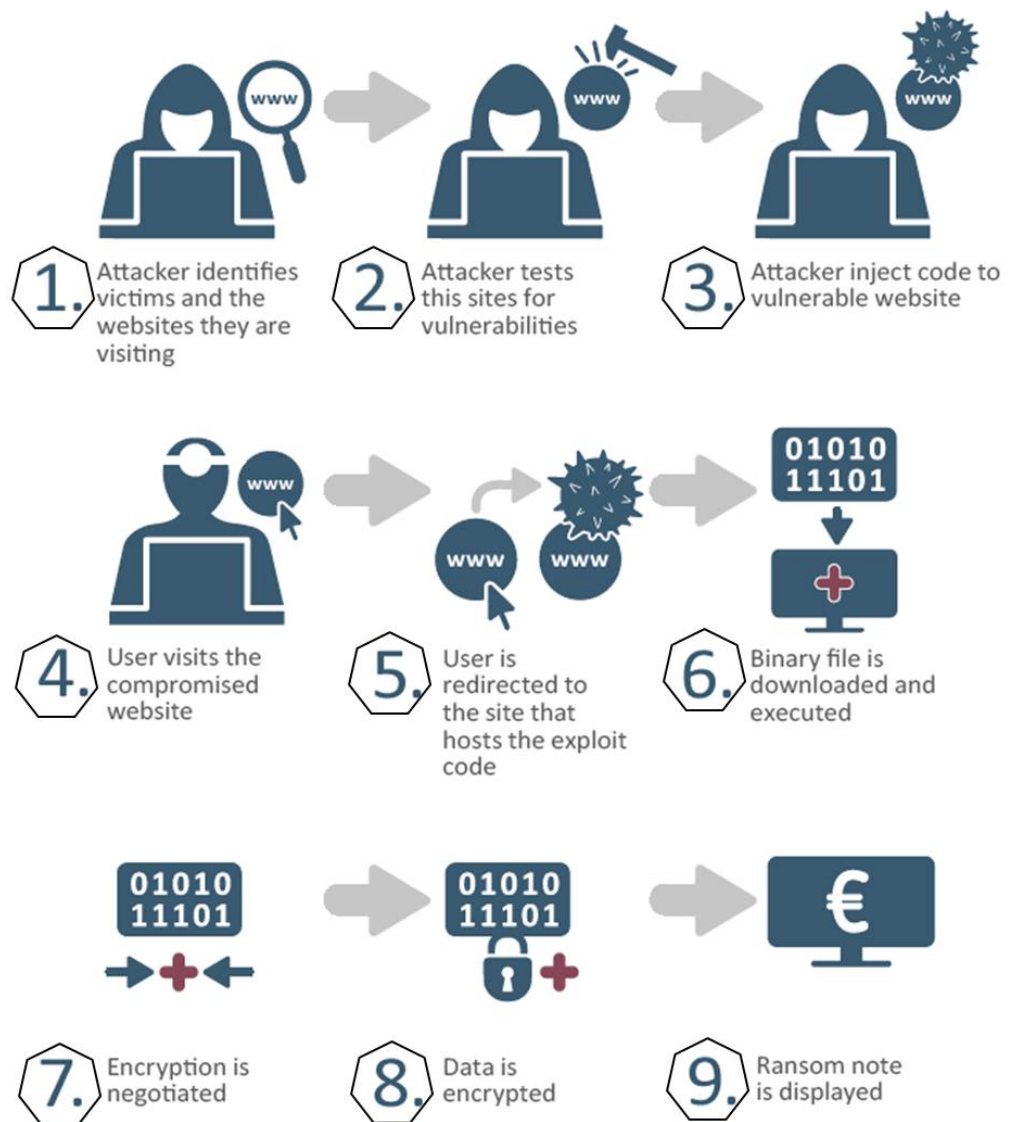 www
www
www
1. Attacker identifies
victims and the
websites they are
visiting
2. Attacker tests
this sites for
vulnerabilities
3. Attacker inject code to
vulnerable website
www
www
www
01010
11101
4. User visits the
compromised
website
5. User is
redirected to
the site that
hosts the exploit
code
6. Binary file is
downloaded and
executed
01010
11101
01010
11101
€
7. Encryption is
negotiated
8. Data is
encrypted
9. Ransom note
is displayed